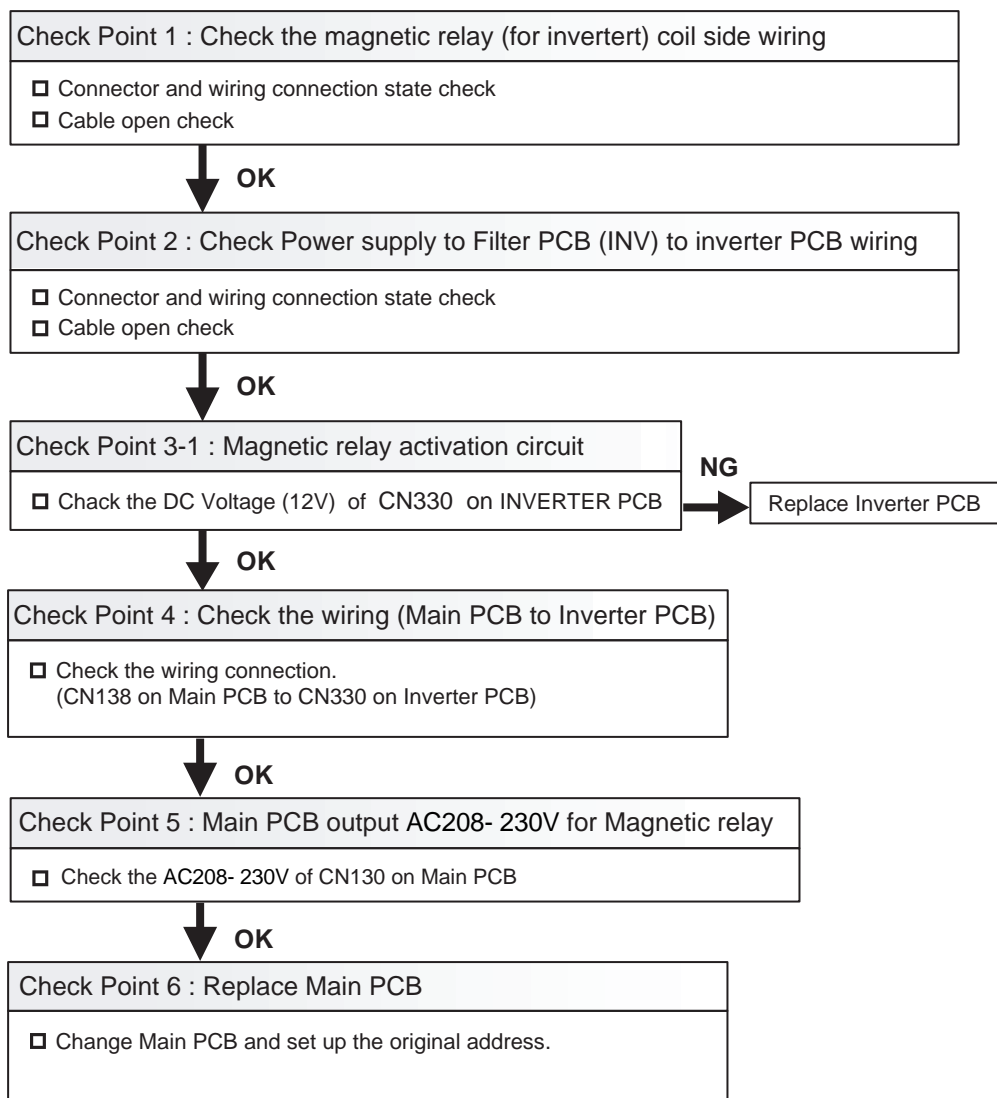 Check Point 1 : Check the magnetic relay (for invertert) coil side wiring
Connector and wiring connection state check
Cable open check
OK
Check Point 2 : Check Power supply to Filter PCB (INV) to inverter PCB wiring
Connector and wiring connection state check
Cable open check
OK
Check Point 3-1 : Magnetic relay activation circuit
Chack the DC Voltage (12V) of CN330 on INVERTER PCB
NG
Replace Inverter PCB
OK
Check Point 4 : Check the wiring (Main PCB to Inverter PCB)
Check the wiring connection.
(CN138 on Main PCB to CN330 on Inverter PCB)
OK
Check Point 5 : Main PCB output AC208- 230V for Magnetic relay
Check the AC208- 230V of CN130 on Main PCB
OK
Check Point 6 : Replace Main PCB
Change Main PCB and set up the original address.